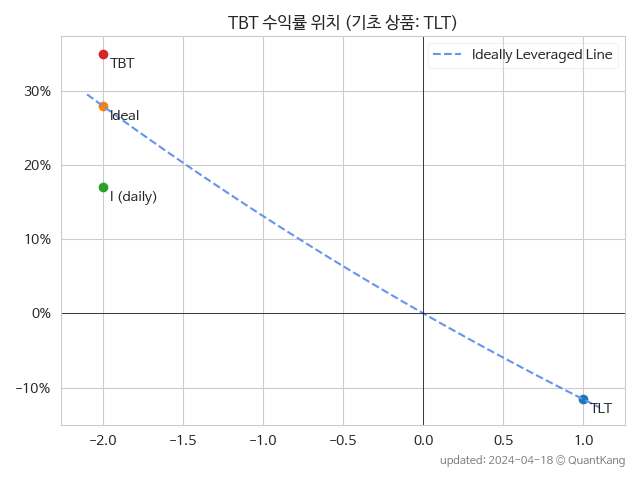 TBT 수익률 위치 (기초 상품: TLT)
Ideally Leveraged Line
TBT
Ideal
I (daily)
TLT
30%
20%
10%
0%
−10%
−2.0 −1.5 −1.0 −0.5 0.0 0.5 1.0
updated: 2024-04-18 © QuantKang